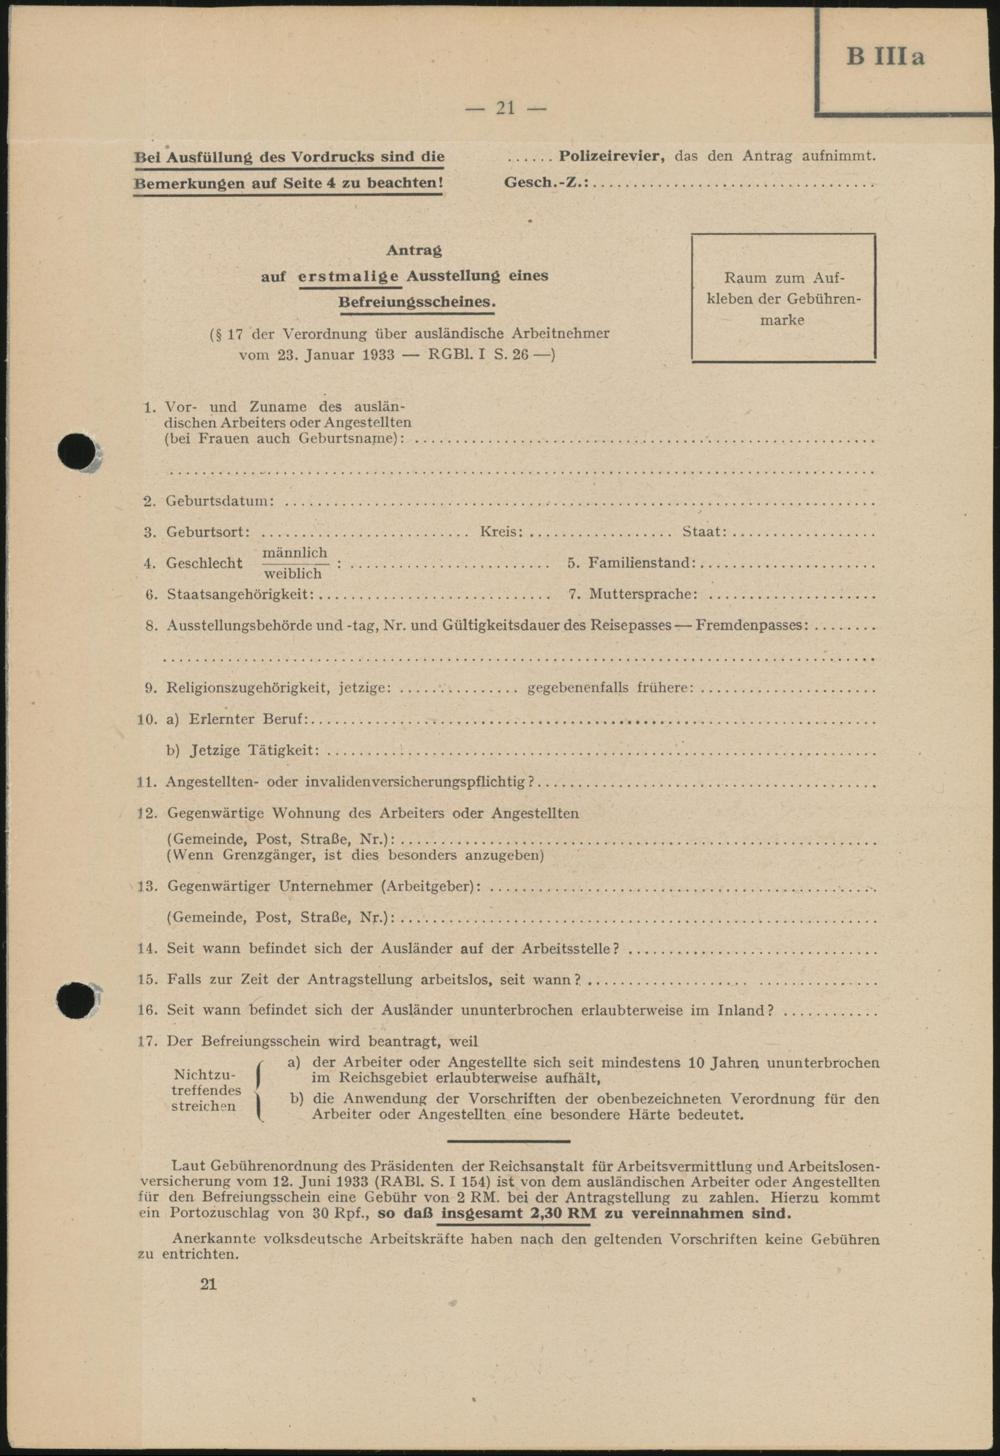 B IIIa
— 21 —
Bei Ausfüllung des Vordrucks sind die
Bemerkungen auf Seite 4 zu beachten!
...... Polizeirevier, das den Antrag aufnimmt.
Gesch.-Z.:...................................
Antrag
auf erstmalige Ausstellung eines
Befreiungsscheines.
(§ 17 der Verordnung über ausländische Arbeitnehmer
vom 23. Januar 1933 — RGBl. I S. 26 —)
Raum zum Auf-
kleben der Gebühren-
marke
1. Vor- und Zuname des auslän-
dischen Arbeiters oder Angestellten
(bei Frauen auch Geburtsname): ..........................................................
........................................................................................
2. Geburtsdatum: ..........................................................................
3. Geburtsort: .......................... Kreis: .................. Staat: ..................
4. Geschlecht männlich
weiblich : ......................... 5. Familienstand: ......................
6. Staatsangehörigkeit: ............................. 7. Muttersprache: .....................
8. Ausstellungsbehörde und -tag, Nr. und Gültigkeitsdauer des Reisepasses — Fremdenpasses: ........
........................................................................................
9. Religionszugehörigkeit, jetzige: ............... gegebenenfalls frühere: ......................
10. a) Erlernter Beruf: .......................................................................
b) Jetzige Tätigkeit: .....................................................................
11. Angestellten- oder invalidenversicherungspflichtig? ..........................................
12. Gegenwärtige Wohnung des Arbeiters oder Angestellten
(Gemeinde, Post, Straße, Nr.): ............................................................
(Wenn Grenzgänger, ist dies besonders anzugeben)
13. Gegenwärtiger Unternehmer (Arbeitgeber): ................................................
(Gemeinde, Post, Straße, Nr.): ............................................................
14. Seit wann befindet sich der Ausländer auf der Arbeitsstelle? ...............................
15. Falls zur Zeit der Antragstellung arbeitslos, seit wann? ....................................
16. Seit wann befindet sich der Ausländer ununterbrochen erlaubterweise im Inland? ............
17. Der Befreiungsschein wird beantragt, weil
Nichtzu-
treffendes
streichen
a) der Arbeiter oder Angestellte sich seit mindestens 10 Jahren ununterbrochen
im Reichsgebiet erlaubterweise aufhält,
b) die Anwendung der Vorschriften der obenbezeichneten Verordnung für den
Arbeiter oder Angestellten eine besondere Härte bedeutet.
Laut Gebührenordnung des Präsidenten der Reichsanstalt für Arbeitsvermittlung und Arbeitslosen-
versicherung vom 12. Juni 1933 (RABl. S. I 154) ist von dem ausländischen Arbeiter oder Angestellten
für den Befreiungsschein eine Gebühr von 2 RM. bei der Antragstellung zu zahlen. Hierzu kommt
ein Portozuschlag von 30 Rpf., so daß insgesamt 2,30 RM zu vereinnahmen sind.
Anerkannte volksdeutsche Arbeitskräfte haben nach den geltenden Vorschriften keine Gebühren
zu entrichten.
21